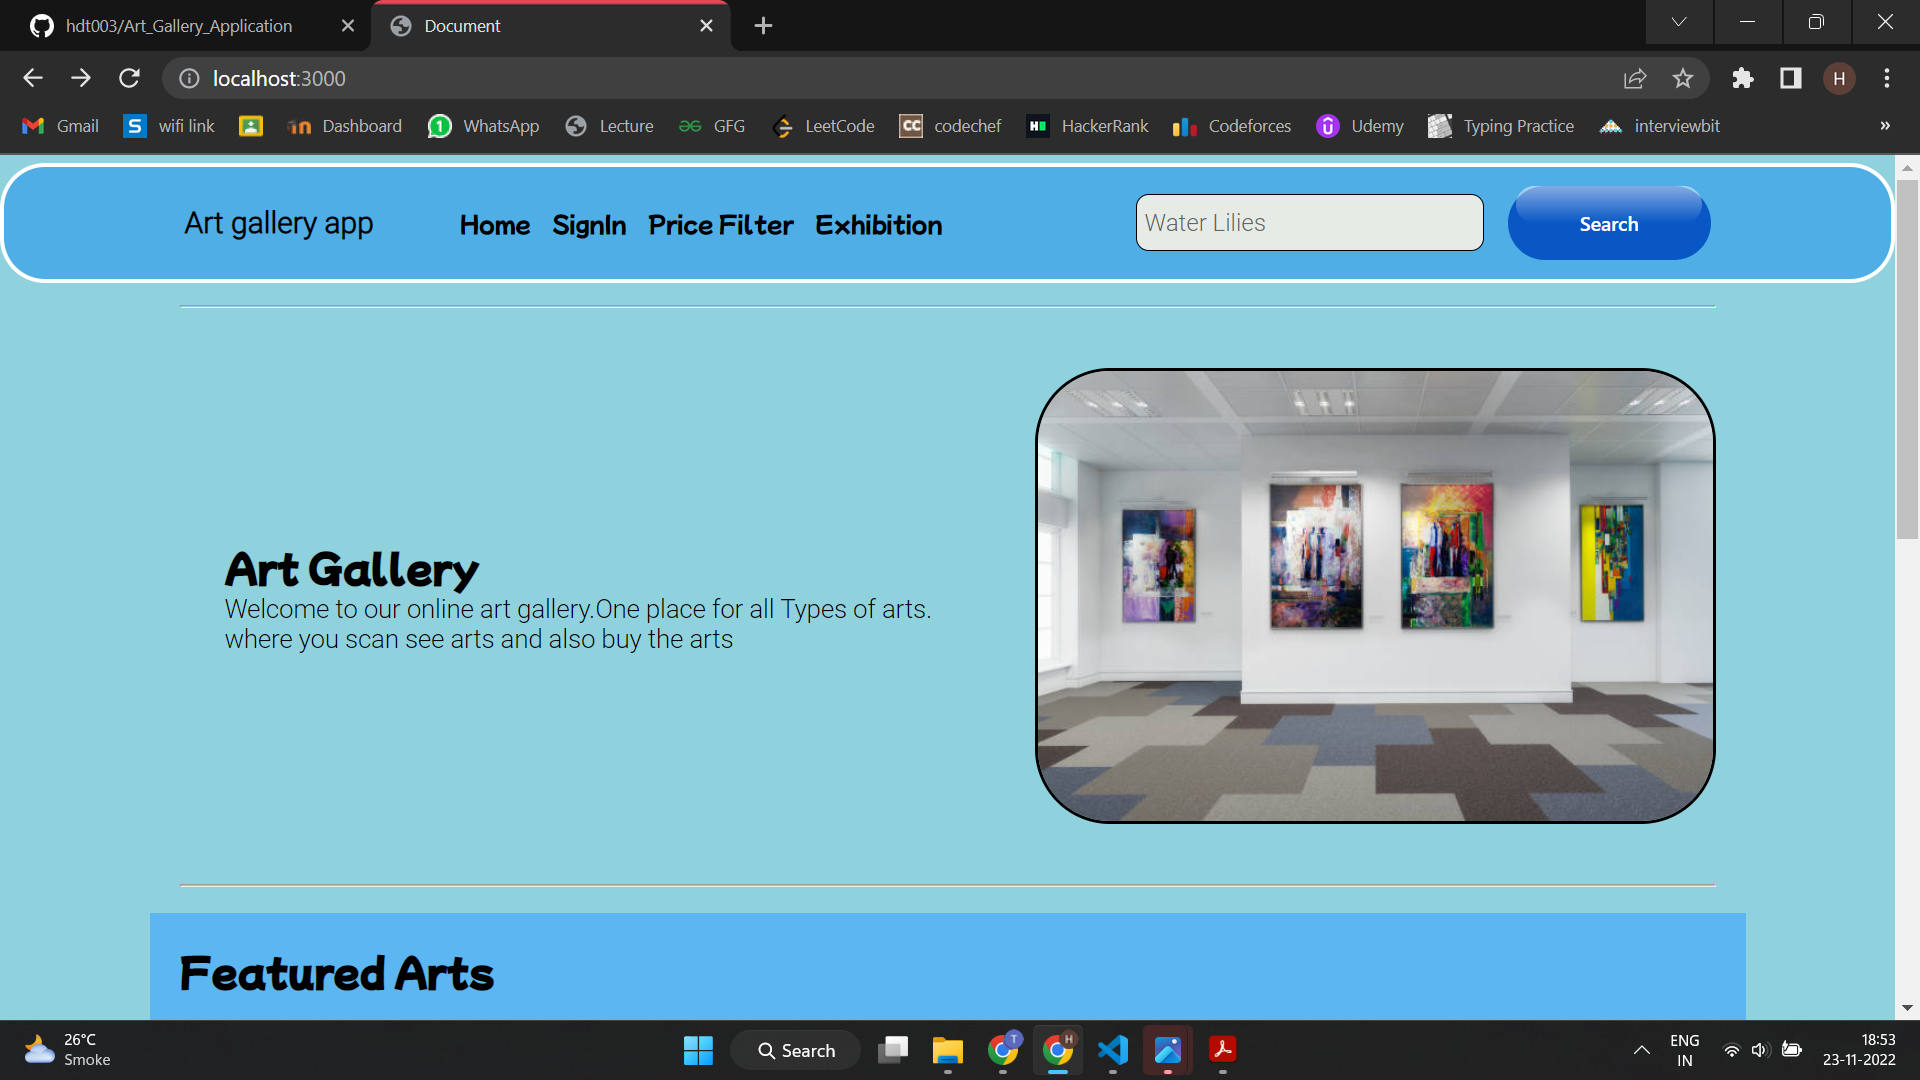 hdt003/Art_Gallery_Application
Document
localhost:3000
H
Gmail
S wifi link
Dashboard
1 WhatsApp
Lecture
GFG
LeetCode
CC codechef
H HackerRank
Codeforces
Udemy
Typing Practice
interviewbit
»
Art gallery app
Home SignIn Price Filter Exhibition
Water Lilies
Search
Art Gallery
Welcome to our online art gallery.One place for all Types of arts.
where you scan see arts and also buy the arts
Featured Arts
26°C
Smoke
Search
T
H
ENG
IN
18:53
23-11-2022